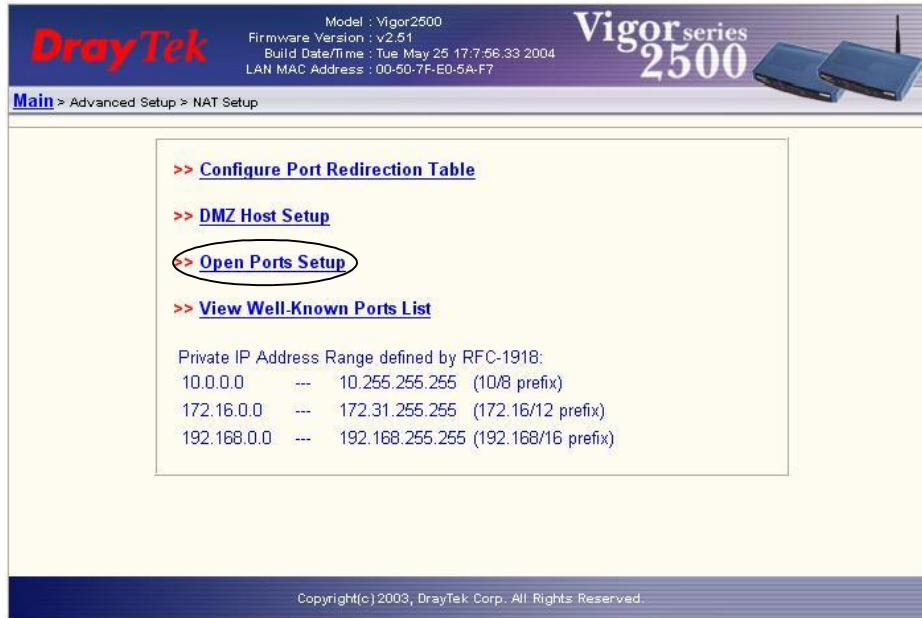 DrayTek
Model : Vigor2500
Firmware Version : v2.51
Build Date/Time : Tue May 25 17:7:56.33 2004
LAN MAC Address : 00-50-7F-E0-5A-F7
Vigor series
2500
Main > Advanced Setup > NAT Setup
>> Configure Port Redirection Table
>> DMZ Host Setup
>> Open Ports Setup
>> View Well-Known Ports List
Private IP Address Range defined by RFC-1918:
10.0.0.0 --- 10.255.255.255 (10/8 prefix)
172.16.0.0 --- 172.31.255.255 (172.16/12 prefix)
192.168.0.0 --- 192.168.255.255 (192.168/16 prefix)
Copyright(c) 2003, DrayTek Corp. All Rights Reserved.